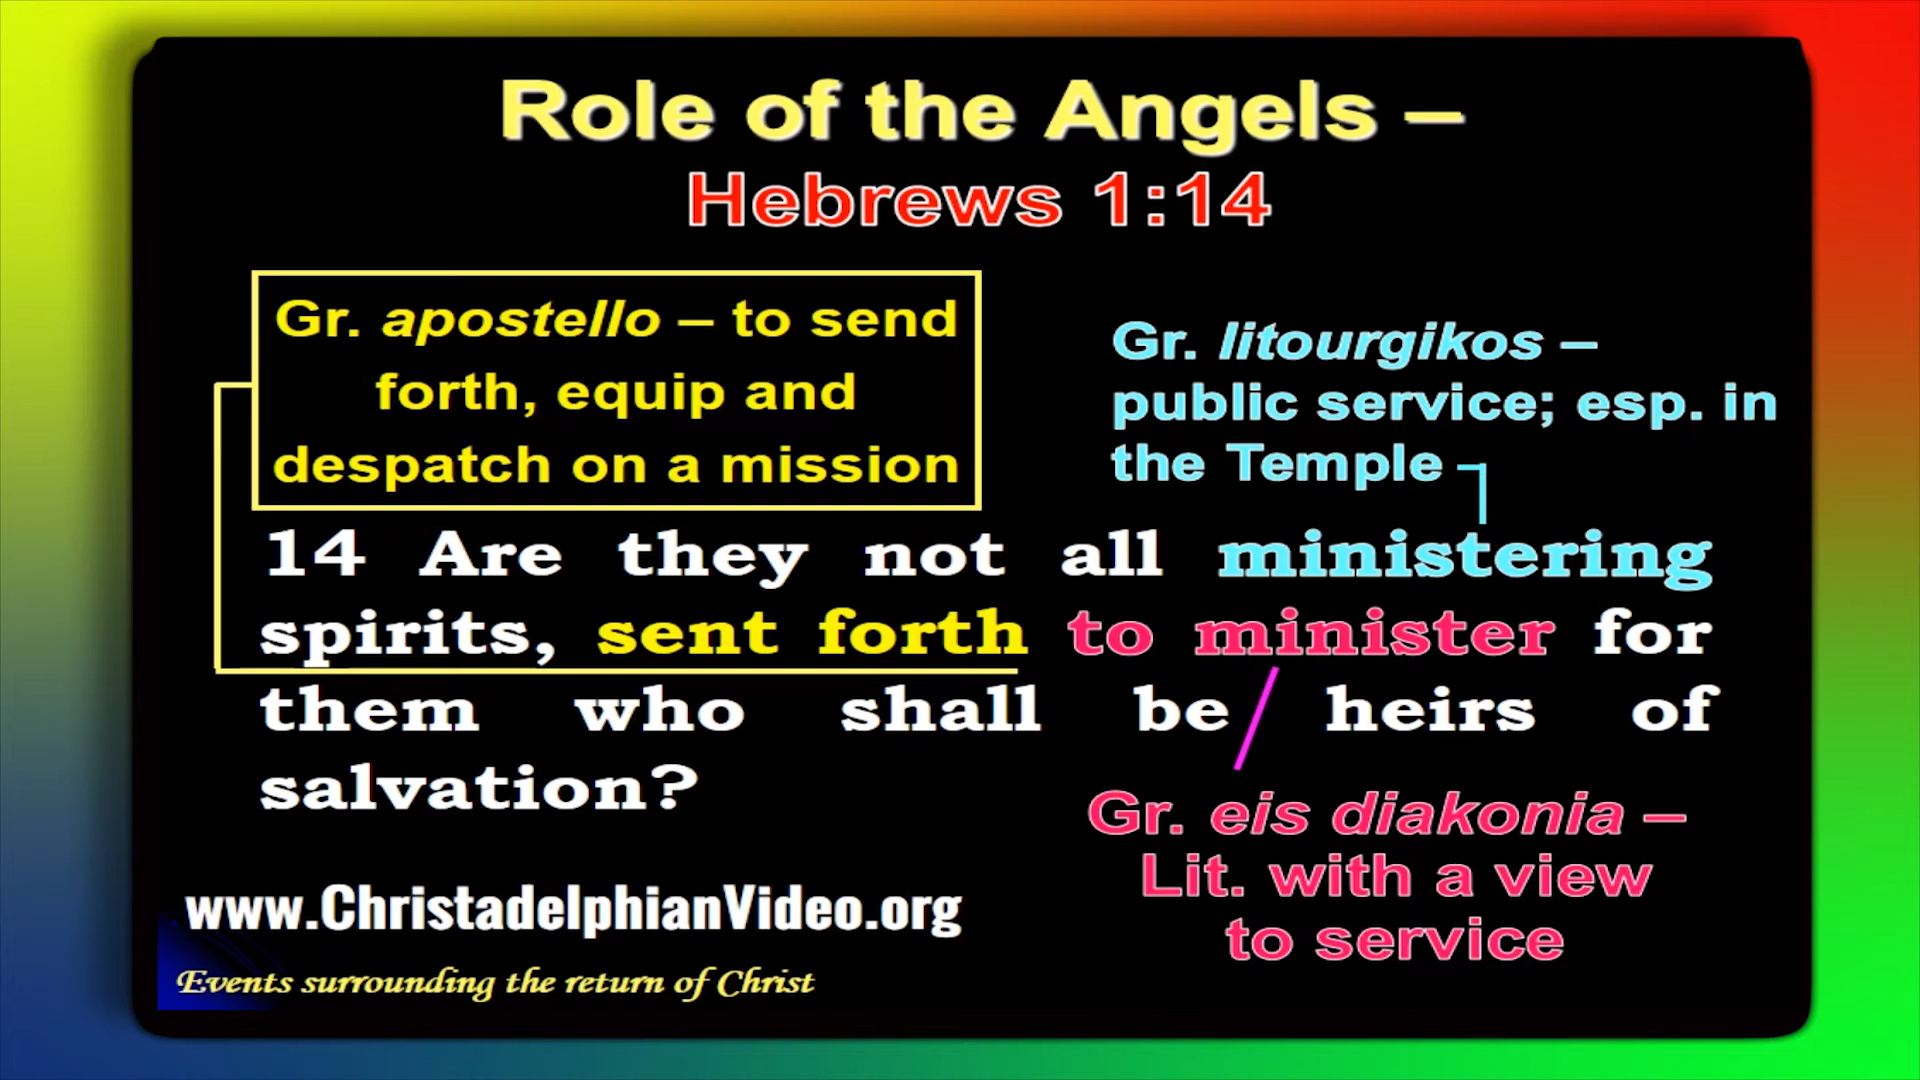 Role of the Angels –
Hebrews 1:14
Gr. apostello – to send
forth, equip and
despatch on a mission
Gr. litourgikos –
public service; esp. in
the Temple
14 Are they not all ministering
spirits, sent forth to minister for
them who shall be heirs of
salvation?
Gr. eis diakonia –
Lit. with a view
to service
www.ChristadelphianVideo.org
Events surrounding the return of Christ